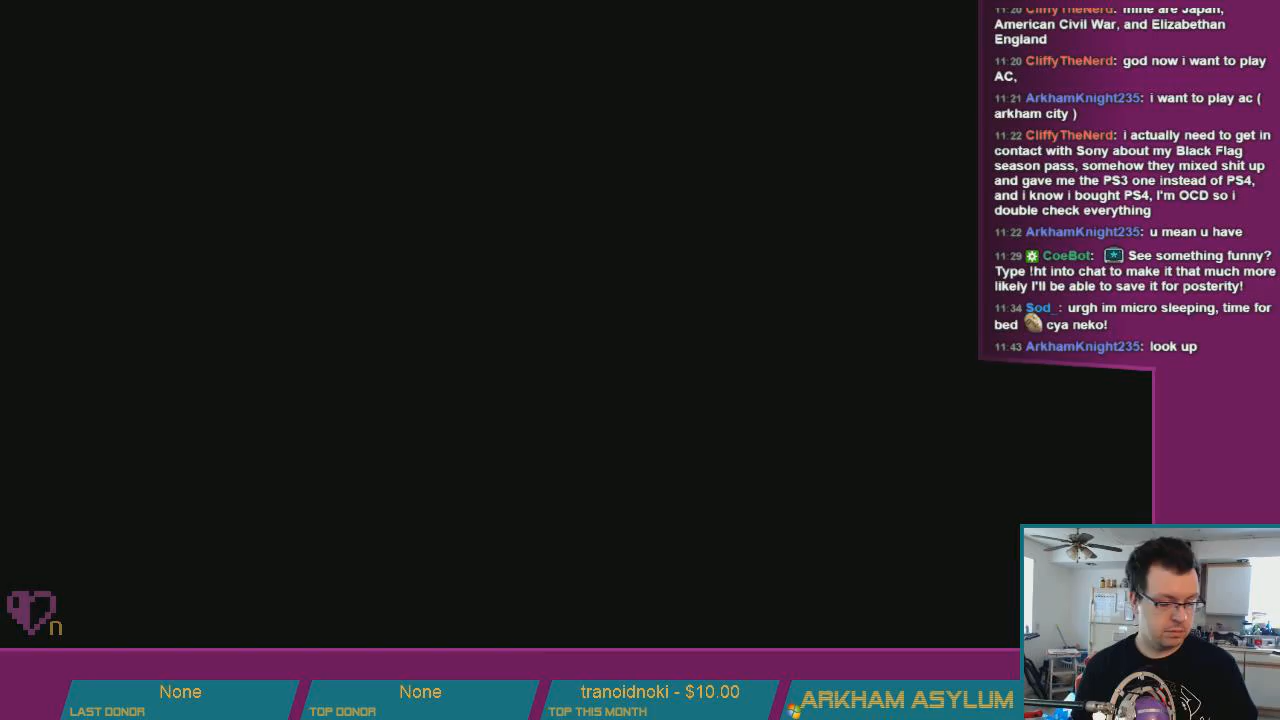 11:20 CliffyTheNerd: mine are Japan,
American Civil War, and Elizabethan
England
11:20 CliffyTheNerd: god now i want to play
AC,
11:21 ArkhamKnight235: i want to play ac (
arkham city )
11:22 CliffyTheNerd: i actually need to get in
contact with Sony about my Black Flag
season pass, somehow they mixed shit up
and gave me the PS3 one instead of PS4,
and i know i bought PS4, I'm OCD so i
double check everything
11:22 ArkhamKnight235: u mean u have
11:29 CoeBot: See something funny?
Type !ht into chat to make it that much more
likely I'll be able to save it for posterity!
11:34 Sod_: urgh im micro sleeping, time for
bed cya neko!
11:43 ArkhamKnight235: look up
n
None
LAST DONOR
None
TOP DONOR
tranoidnoki - $10.00
TOP THIS MONTH
ARKHAM ASYLUM